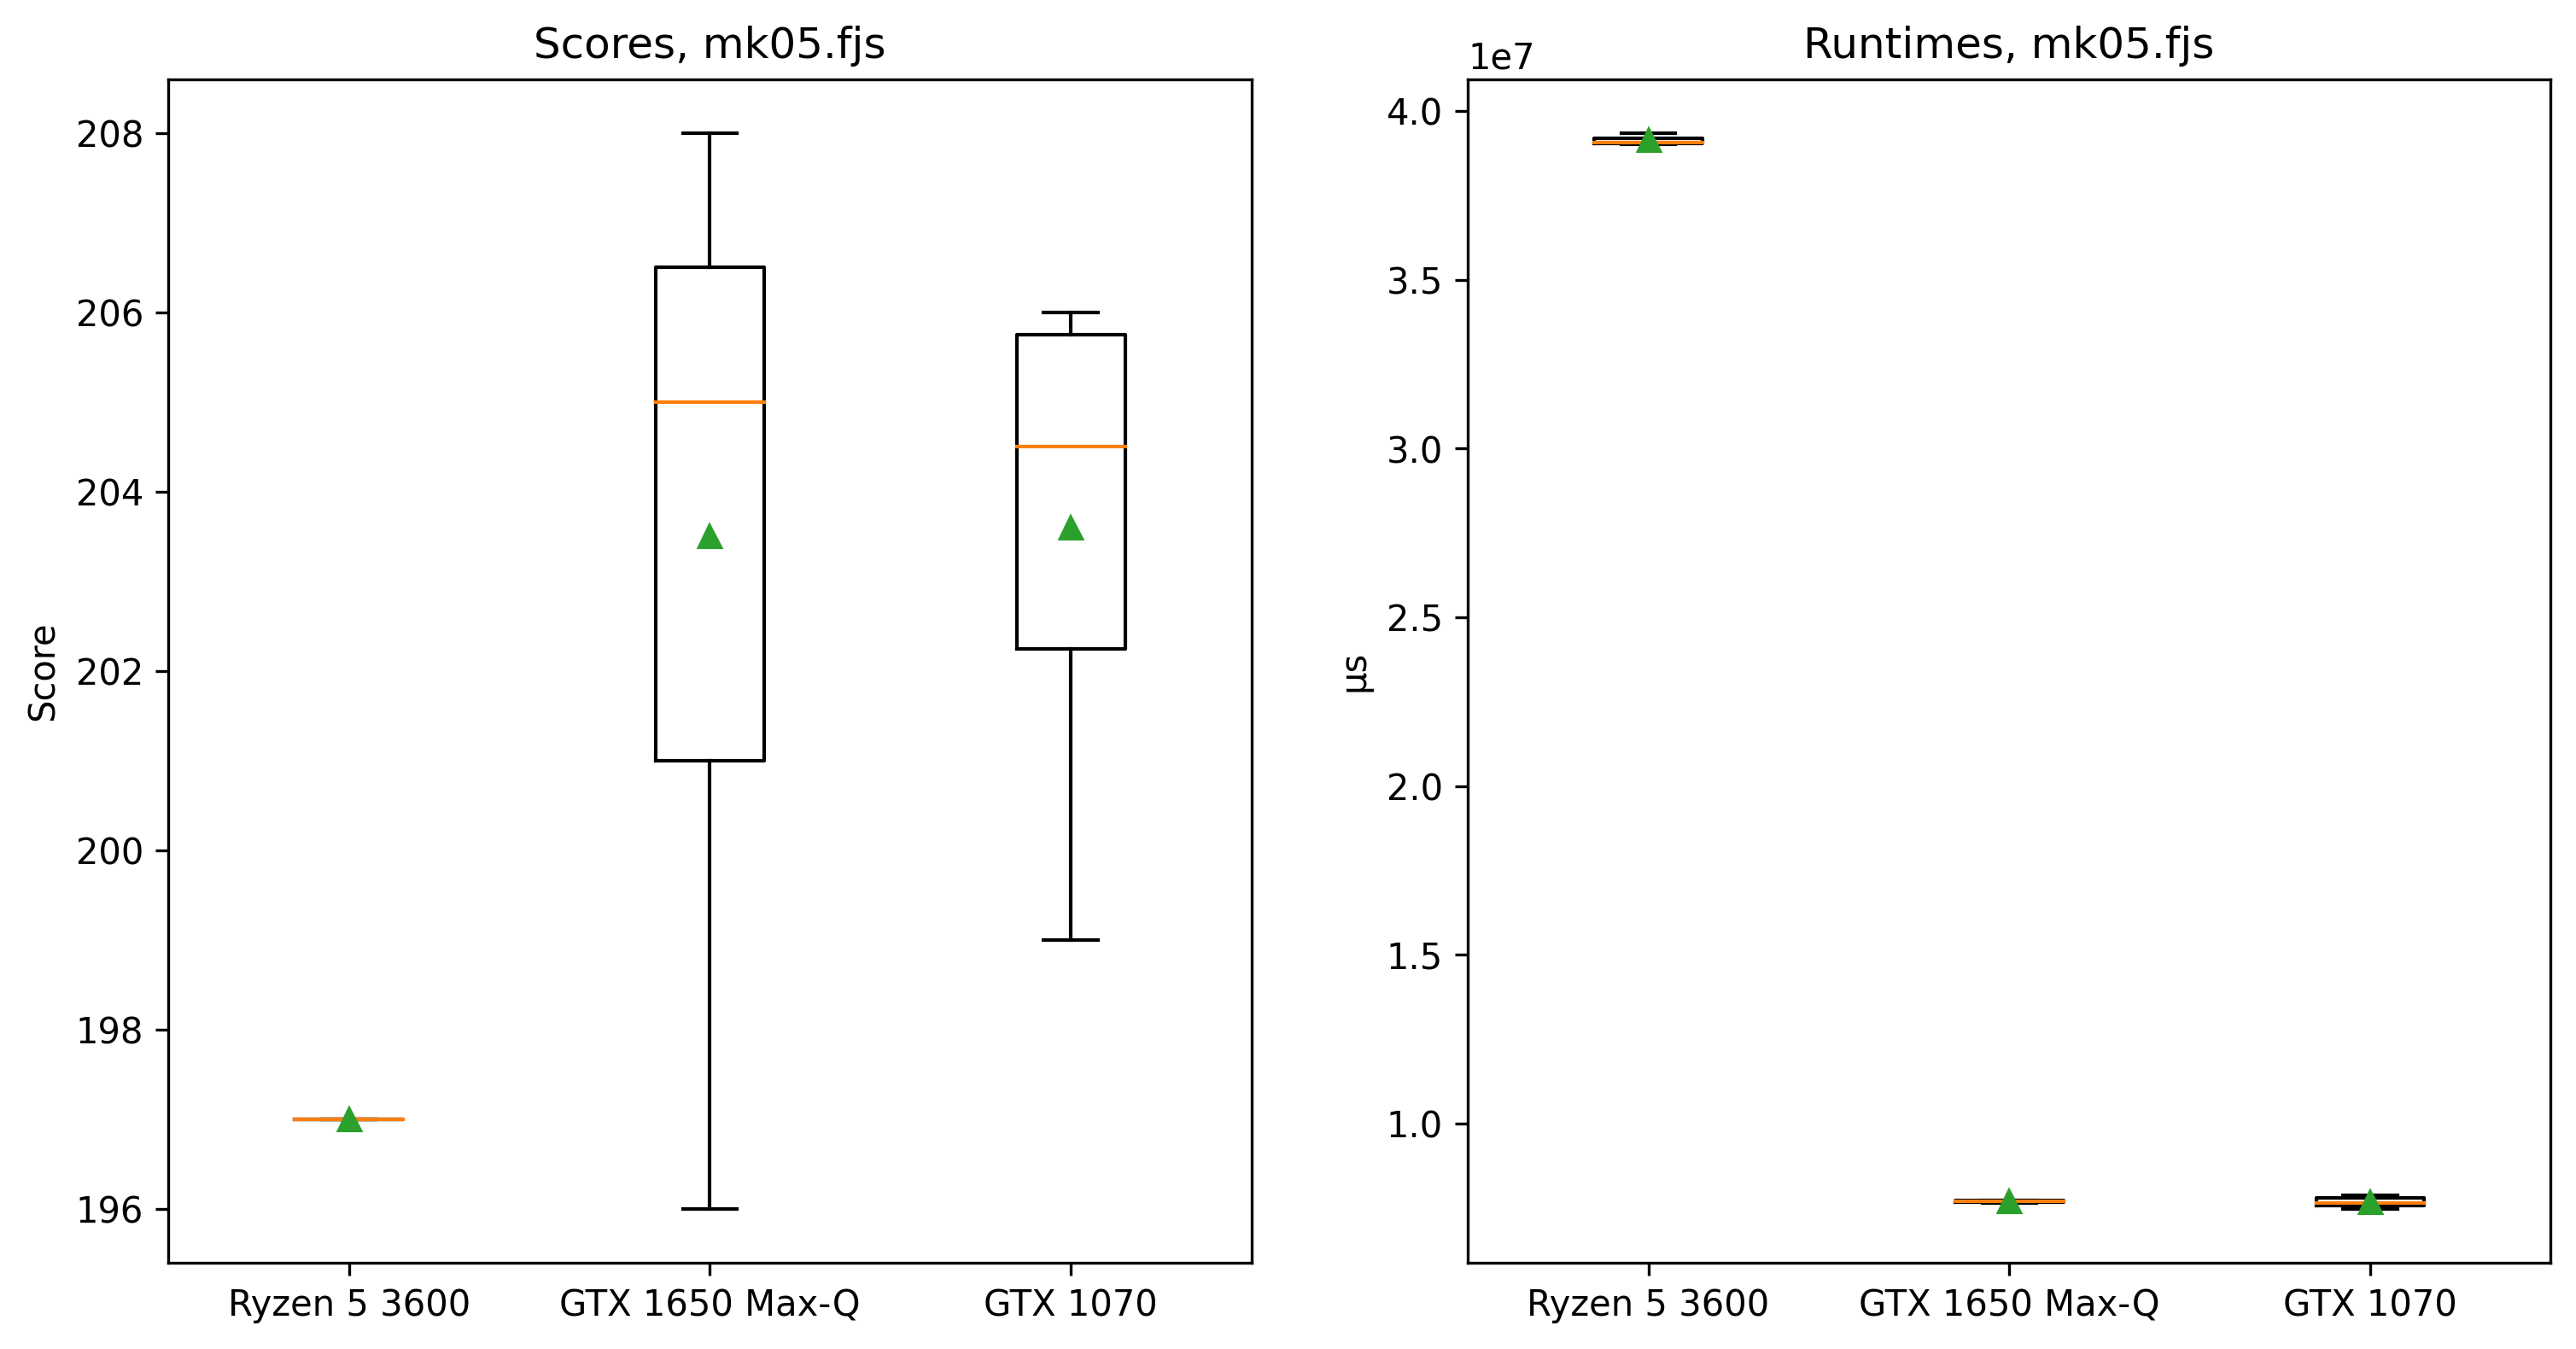 Scores, mk05.fjs
Score
208
206
204
202
200
198
196
Ryzen 5 3600
GTX 1650 Max-Q
GTX 1070
Runtimes, mk05.fjs
1e7
µs
4.0
3.5
3.0
2.5
2.0
1.5
1.0
Ryzen 5 3600
GTX 1650 Max-Q
GTX 1070